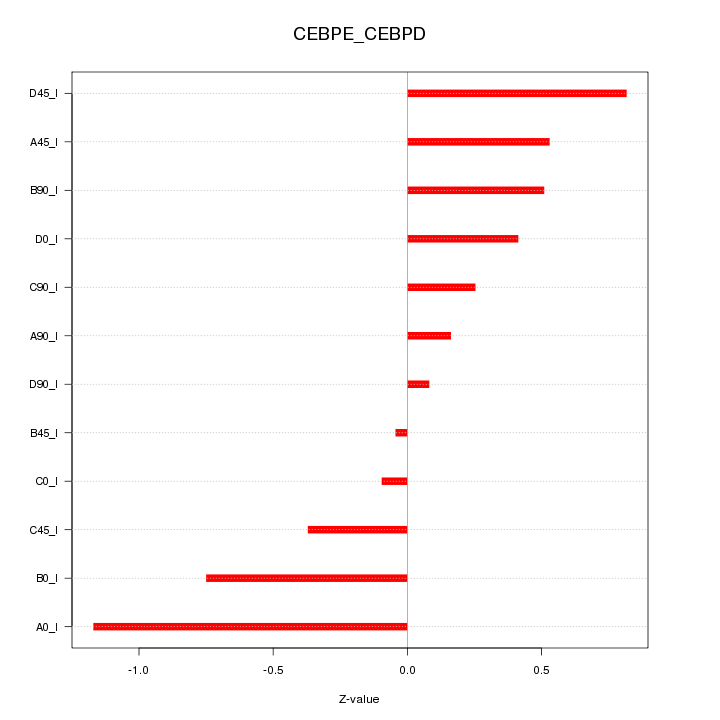 CEBPE_CEBPD
D45_I
A45_I
B90_I
D0_I
C90_I
A90_I
D90_I
B45_I
C0_I
C45_I
B0_I
A0_I
-1.0 -0.5 0.0 0.5
Z-value